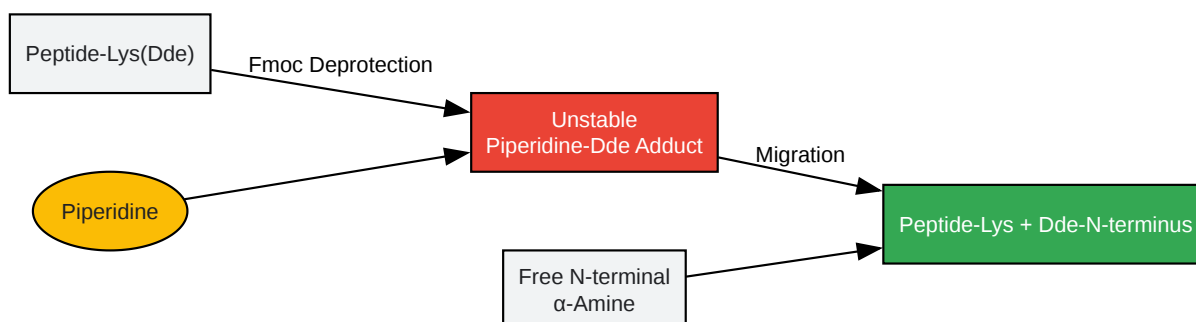 Peptide-Lys(Dde)
Fmoc Deprotection
Piperidine
Unstable
Piperidine-Dde Adduct
Migration
Free N-terminal
α-Amine
Peptide-Lys + Dde-N-terminus